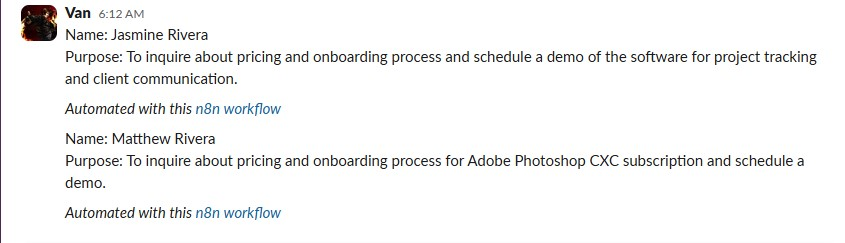 Van 6:12 AM
Name: Jasmine Rivera
Purpose: To inquire about pricing and onboarding process and schedule a demo of the software for project tracking
and client communication.
Automated with this n8n workflow
Name: Matthew Rivera
Purpose: To inquire about pricing and onboarding process for Adobe Photoshop CXC subscription and schedule a
demo.
Automated with this n8n workflow